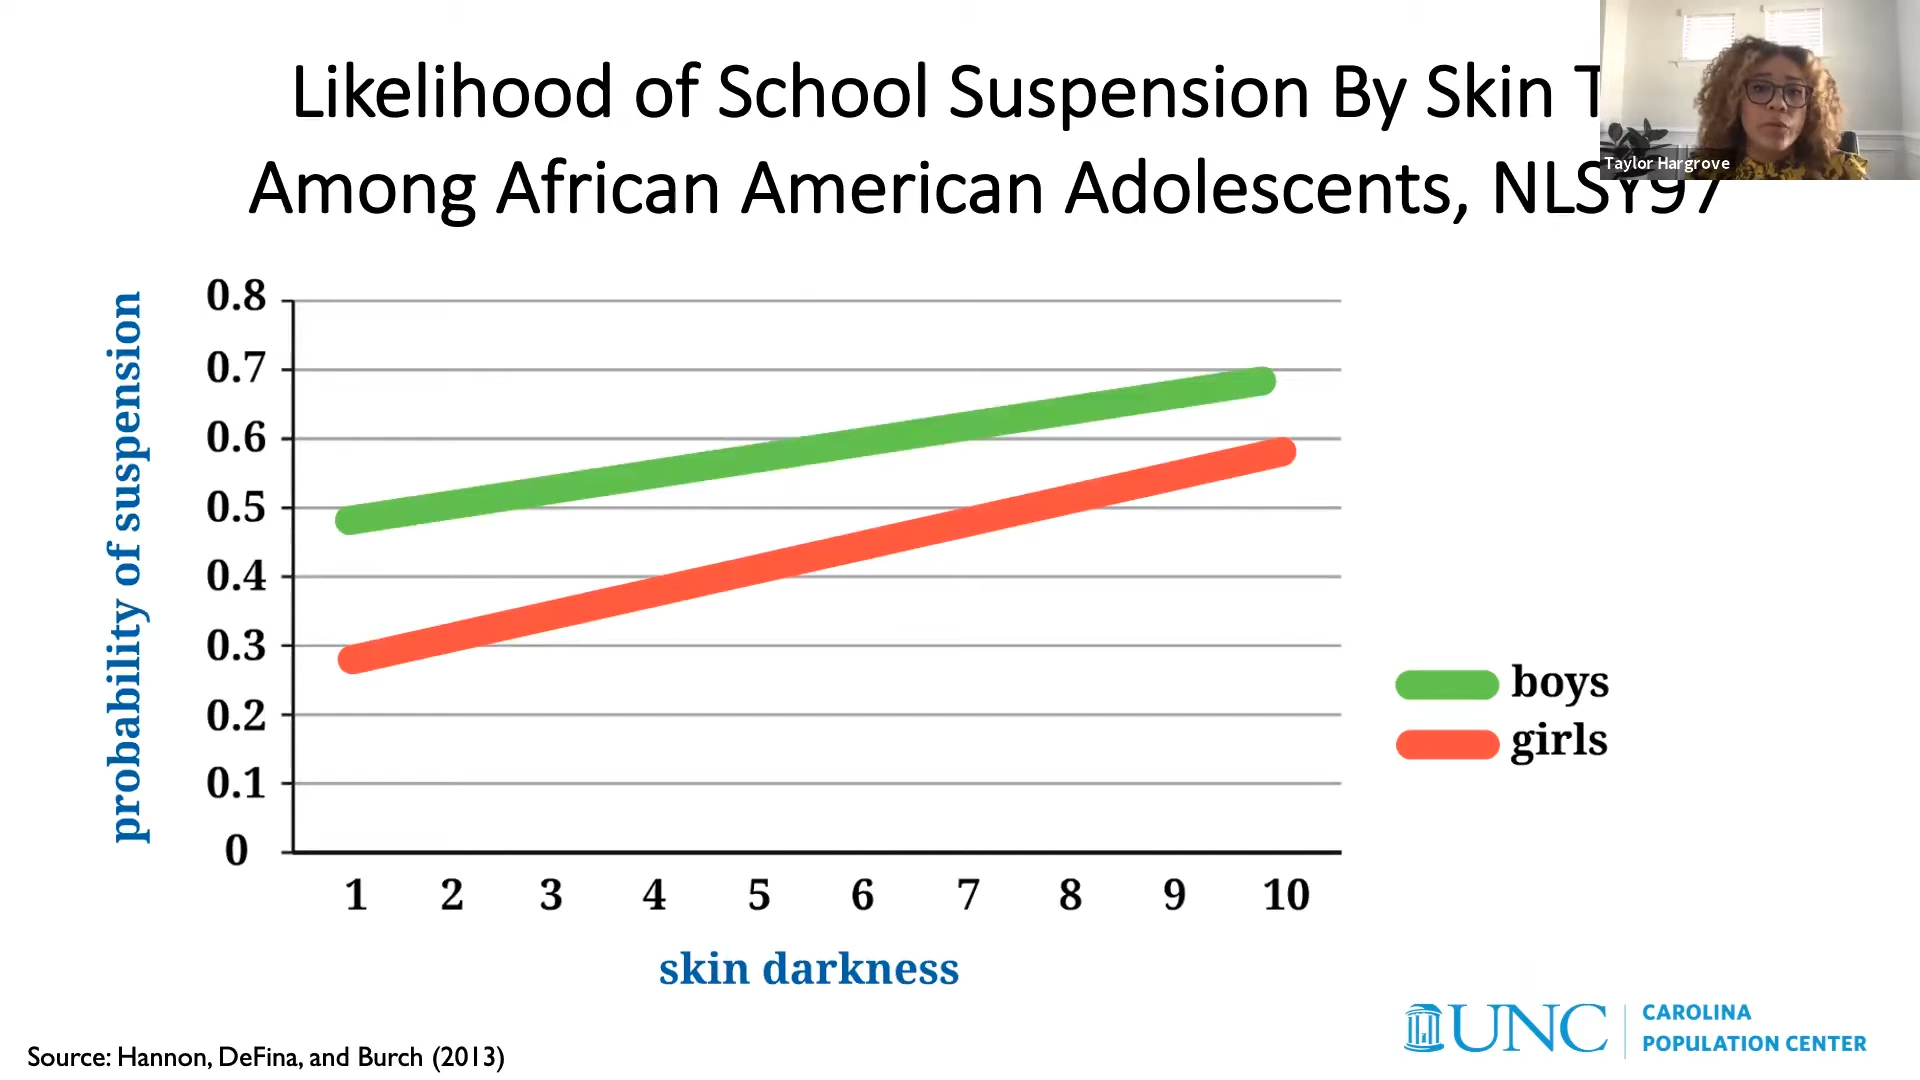 Likelihood of School Suspension By Skin
Among African American Adolescents, NLSY97
Taylor Hargrove
probability of suspension
0.8
0.7
0.6
0.5
0.4
0.3
0.2
0.1
0
1 2 3 4 5 6 7 8 9 10
skin darkness
boys
girls
Source: Hannon, DeFina, and Burch (2013)
UNC
CAROLINA
POPULATION CENTER